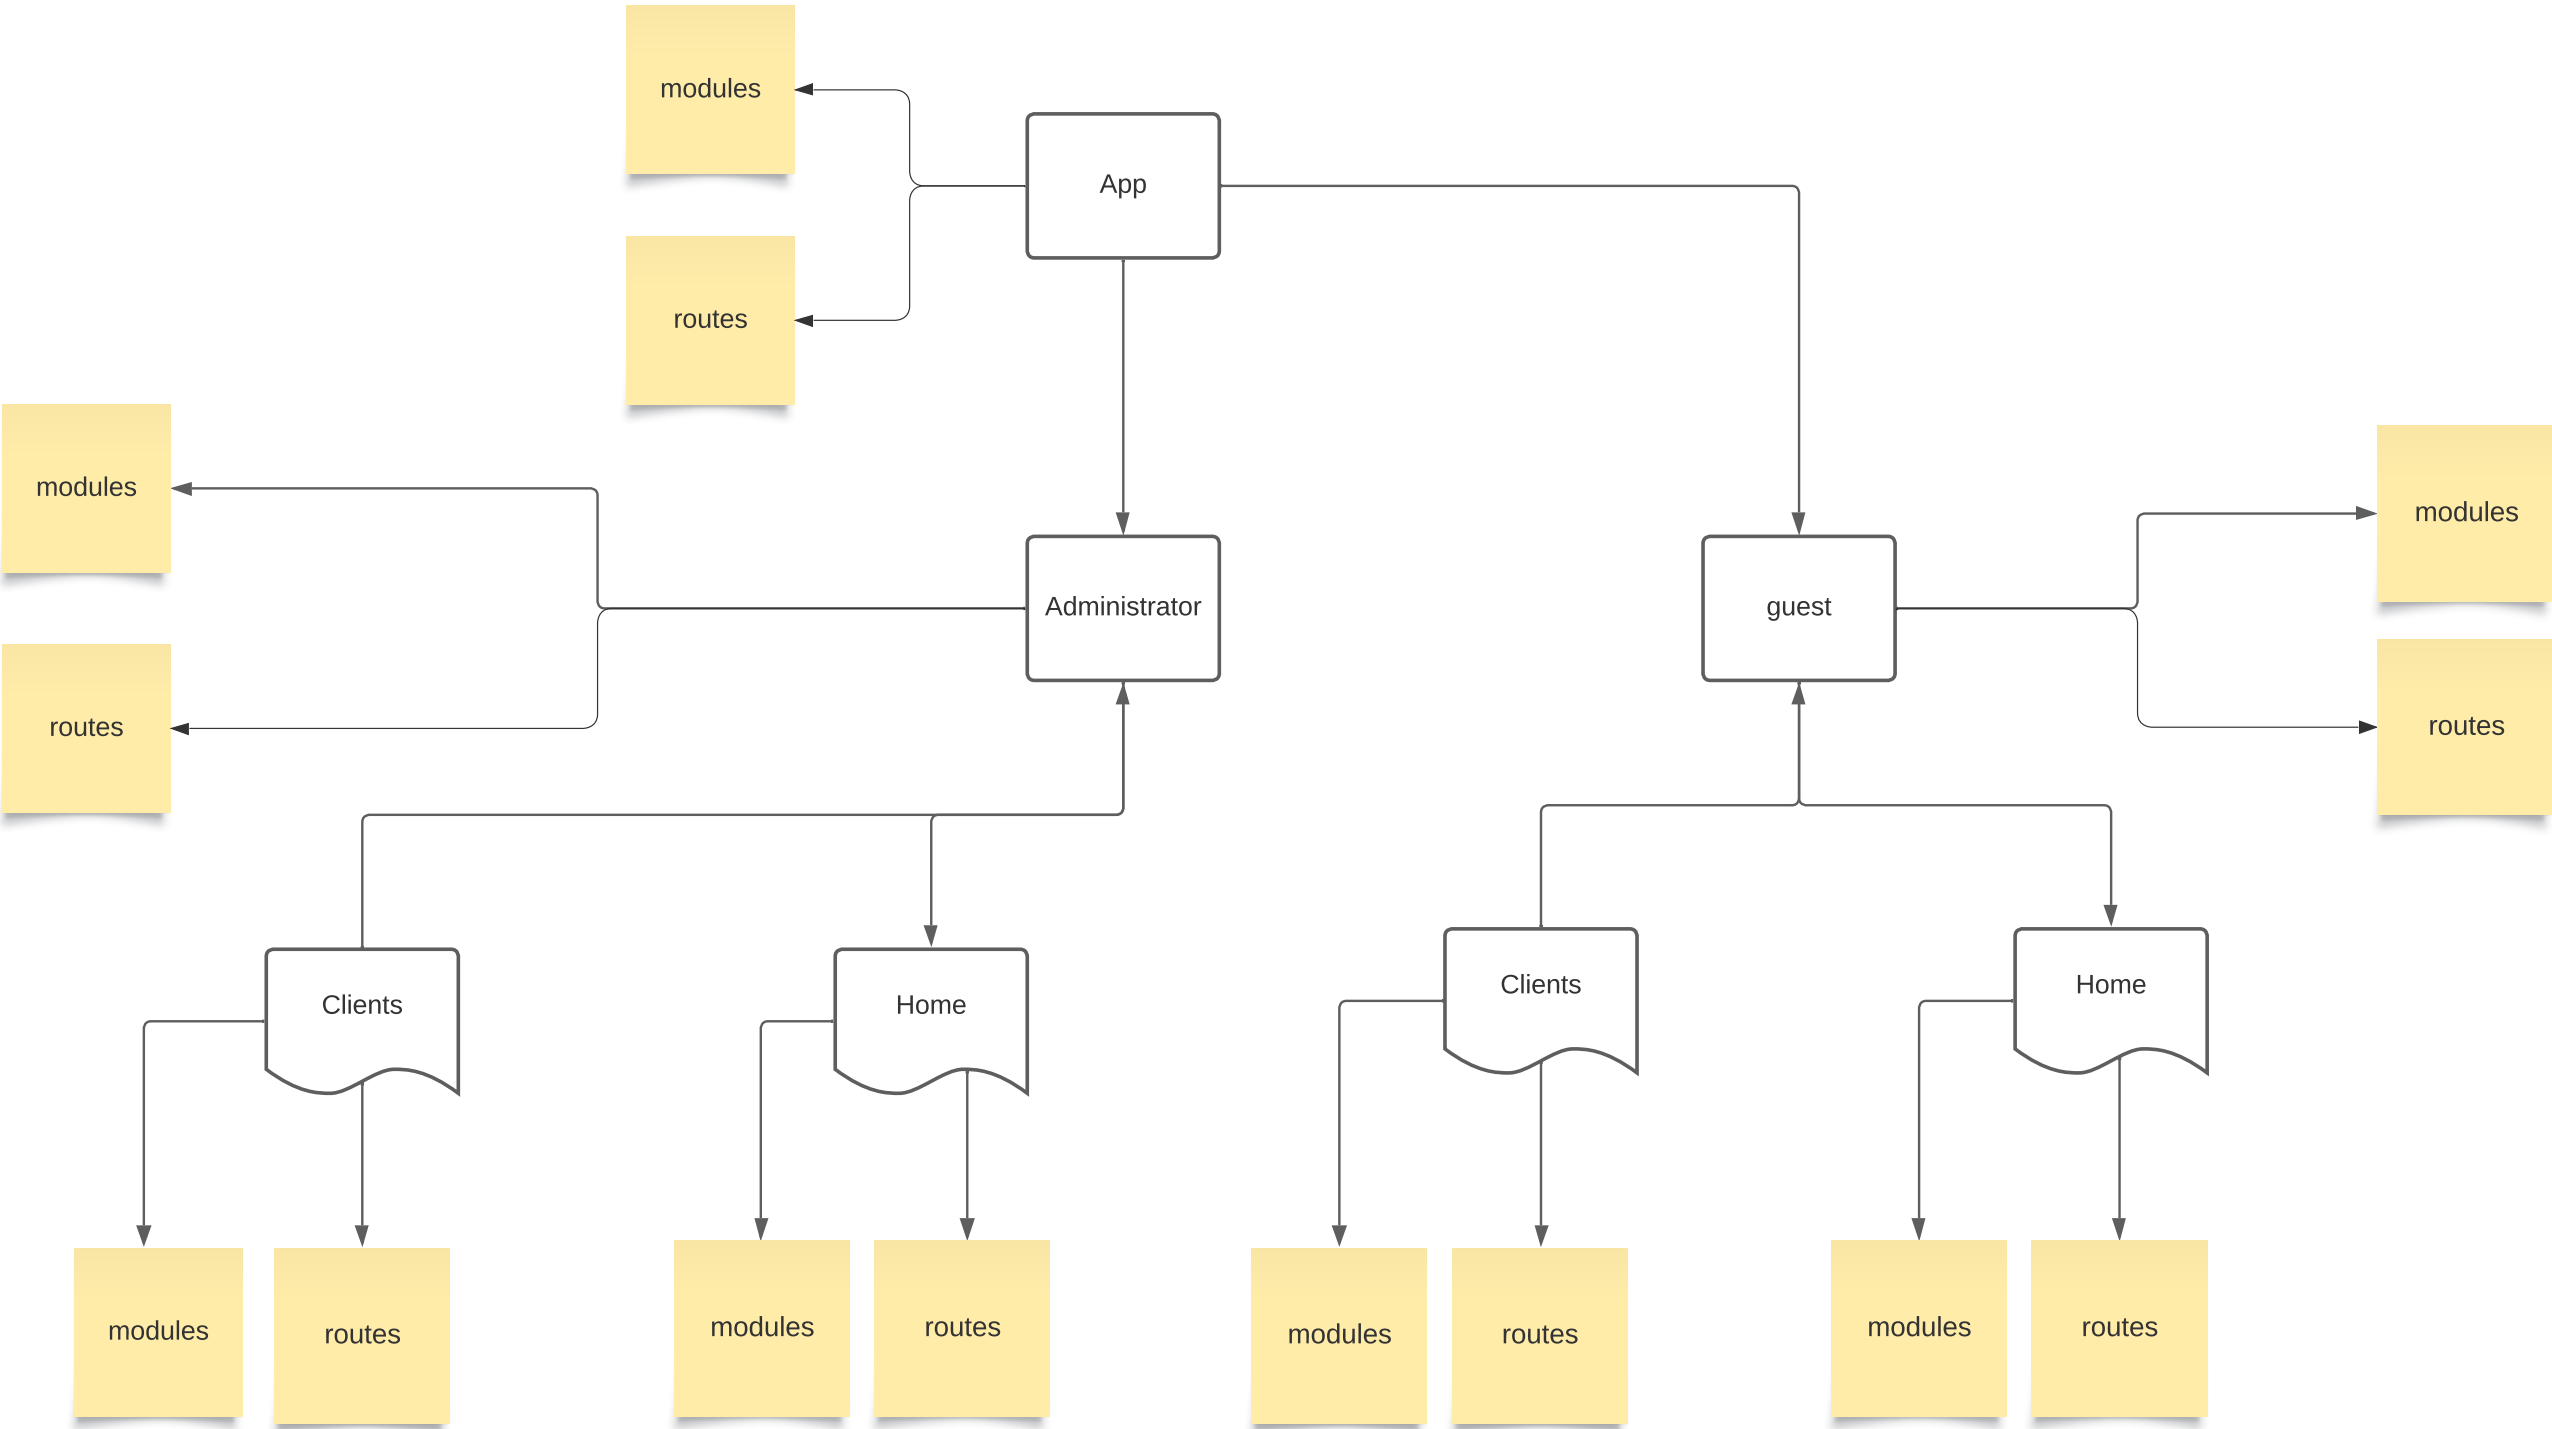 modules
App
routes
modules
modules
Administrator
guest
routes
routes
Clients
Home
Clients
Home
modules
routes
modules
routes
modules
routes
modules
routes